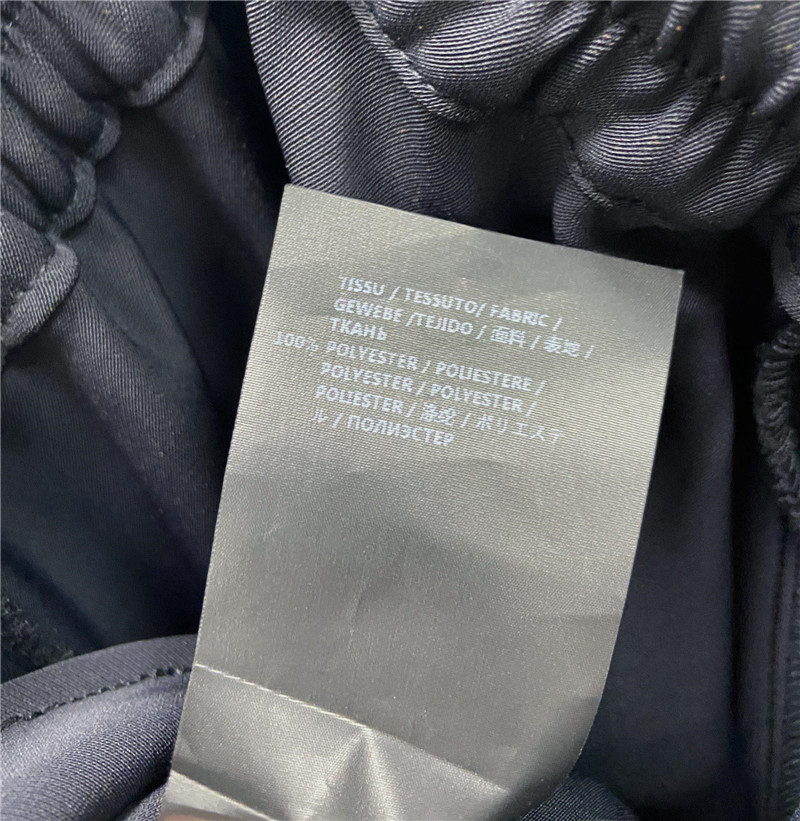 TISSU / TESSUTO/ FABRIC /
GEWEBE /TEJIDO / 面料 / 表地 /
ТКАНЬ
100% POLYESTER / POLIESTERE /
POLYESTER / POLYESTER /
POLIESTER / 涤纶 / ポリエステ
ル / ПОЛИЭСТЕР